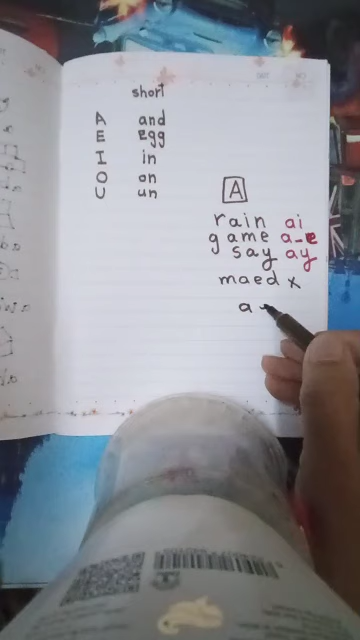 short
A and
E egg
I in
O on
U un
A
rain ai
game a-e
say ay
maed x
a